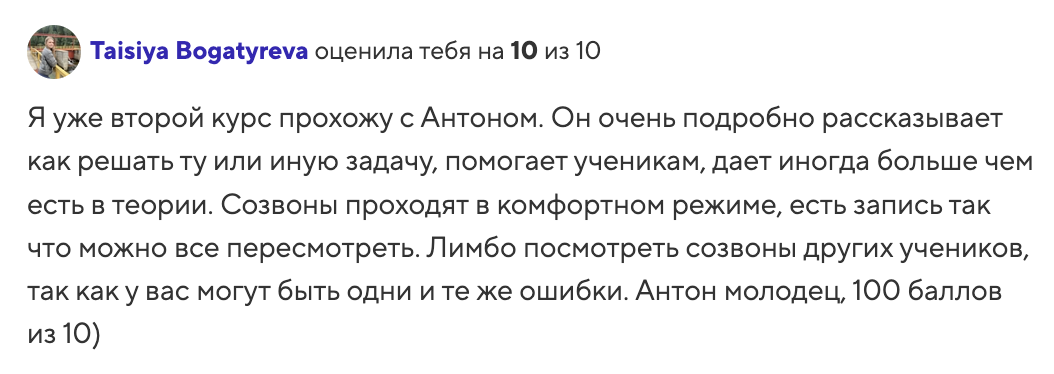 Taisiya Bogatyreva оценила тебя на 10 из 10
Я уже второй курс прохожу с Антоном. Он очень подробно рассказывает
как решать ту или иную задачу, помогает ученикам, дает иногда больше чем
есть в теории. Созвоны проходят в комфортном режиме, есть запись так
что можно все пересмотреть. Лимбо посмотреть созвоны других учеников,
так как у вас могут быть одни и те же ошибки. Антон молодец, 100 баллов
из 10)